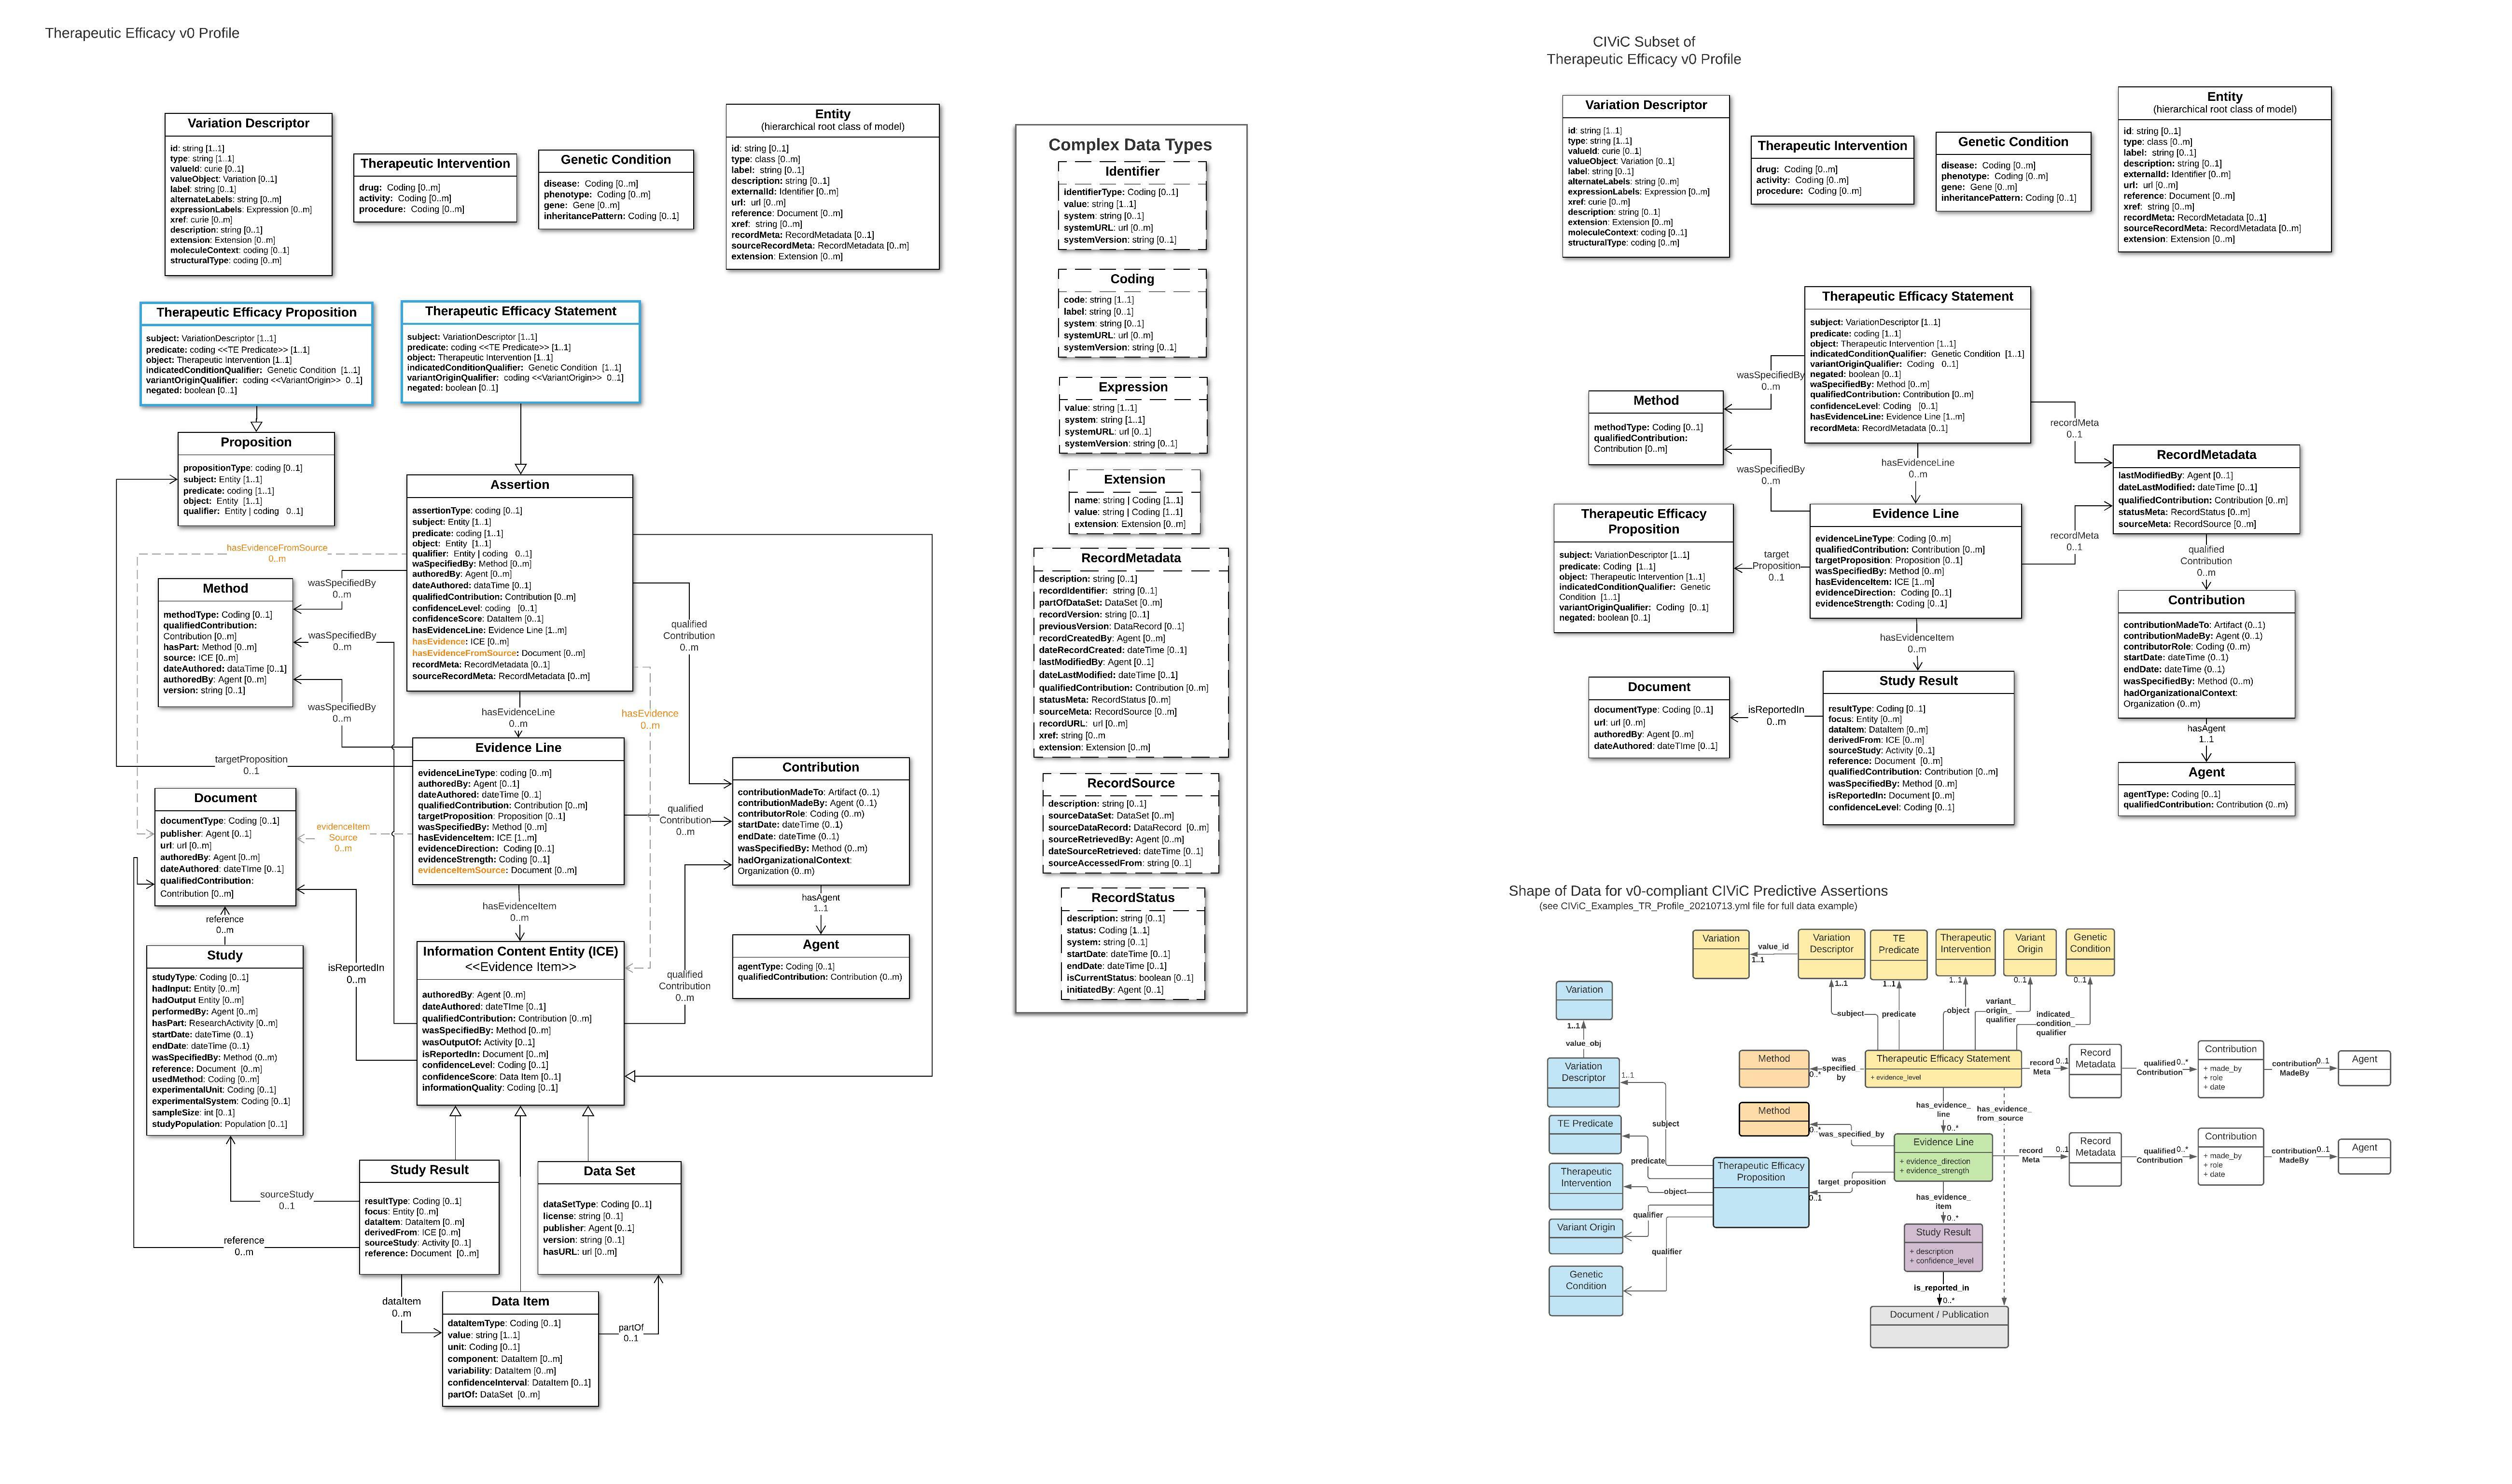 Therapeutic Efficacy v0 Profile
Variation Descriptor
id: string [1..1]
type: string [1..1]
valueId: curie [0..1]
valueObject: Variation [0..1]
label: string [0..1]
alternateLabels: string [0..m]
expressionLabels: Expression [0..m]
xref: curie [0..m]
description: string [0..1]
extension: Extension [0..m]
moleculeContext: coding [0..1]
structuralType: coding [0..m]
Therapeutic Intervention
drug: Coding [0..m]
activity: Coding [0..m]
procedure: Coding [0..m]
Genetic Condition
disease: Coding [0..m]
phenotype: Coding [0..m]
gene: Gene [0..m]
inheritancePattern: Coding [0..1]
Entity
(hierarchical root class of model)
id: string [0..1]
type: class [0..m]
label: string [0..1]
description: string [0..1]
externalId: Identifier [0..m]
url: url [0..m]
reference: Document [0..m]
xref: string [0..m]
recordMeta: RecordMetadata [0..1]
sourceRecordMeta: RecordMetadata [0..m]
extension: Extension [0..m]
Therapeutic Efficacy Proposition
subject: VariationDescriptor [1..1]
predicate: coding <<TE Predicate>> [1..1]
object: Therapeutic Intervention [1..1]
indicatedConditionQualifier: Genetic Condition [1..1]
variantOriginQualifier: coding <<VariantOrigin>> 0..1]
negated: boolean [0..1]
Therapeutic Efficacy Statement
subject: VariationDescriptor [1..1]
predicate: coding <<TE Predicate>> [1..1]
object: Therapeutic Intervention [1..1]
indicatedConditionQualifier: Genetic Condition [1..1]
variantOriginQualifier: coding <<VariantOrigin>> 0..1]
negated: boolean [0..1]
Proposition
propositionType: coding [0..1]
subject: Entity [1..1]
predicate: coding [1..1]
object: Entity [1..1]
qualifier: Entity | coding 0..1]
Assertion
assertionType: coding [0..1]
subject: Entity [1..1]
predicate: coding [1..1]
object: Entity [1..1]
qualifier: Entity | coding 0..1]
waSpecifiedBy: Method [0..m]
authoredBy: Agent [0..m]
dateAuthored: dataTime [0..1]
qualifiedContribution: Contribution [0..m]
confidenceLevel: coding [0..1]
confidenceScore: DataItem [0..1]
hasEvidenceLine: Evidence Line [1..m]
hasEvidence: ICE [0..m]
hasEvidenceFromSource: Document [0..m]
recordMeta: RecordMetadata [0..1]
sourceRecordMeta: RecordMetadata [0..m]
hasEvidenceFromSource
0..m
Method
methodType: Coding [0..1]
qualifiedContribution:
Contribution [0..m]
hasPart: Method [0..m]
source: ICE [0..m]
dateAuthored: dataTime [0..1]
authoredBy: Agent [0..m]
version: string [0..1]
wasSpecifiedBy
0..m
wasSpecifiedBy
0..m
wasSpecifiedBy
0..m
qualified
Contribution
0..m
hasEvidence
0..m
hasEvidenceLine
0..m
targetProposition
0..1
Evidence Line
evidenceLineType: coding [0..m]
authoredBy: Agent [0..1]
dateAuthored: dateTime [0..1]
qualifiedContribution: Contribution [0..m]
targetProposition: Proposition [0..1]
wasSpecifiedBy: Method [0..m]
hasEvidenceItem: ICE [1..m]
evidenceDirection: Coding [0..1]
evidenceStrength: Coding [0..1]
evidenceItemSource: Document [0..m]
Document
documentType: Coding [0..1]
publisher: Agent [0..1]
url: url [0..m]
authoredBy: Agent [0..m]
dateAuthored: dateTIme [0..1]
qualifiedContribution:
Contribution [0..m]
evidenceItem
Source
0..m
qualified
Contribution
0..m
Contribution
contributionMadeTo: Artifact (0..1)
contributionMadeBy: Agent (0..1)
contributorRole: Coding (0..m)
startDate: dateTime (0..1)
endDate: dateTime (0..1)
wasSpecifiedBy: Method (0..m)
hadOrganizationalContext:
Organization (0..m)
hasAgent
1..1
Agent
agentType: Coding [0..1]
qualifiedContribution: Contribution (0..m)
hasEvidenceItem
0..m
reference
0..m
Study
studyType: Coding [0..1]
hadInput: Entity [0..m]
hadOutput Entity [0..m]
performedBy: Agent [0..m]
hasPart: ResearchActivity [0..m]
startDate: dateTime (0..1)
endDate: dateTime (0..1)
wasSpecifiedBy: Method (0..m)
reference: Document [0..m]
usedMethod: Coding [0..m]
experimentalUnit: Coding [0..1]
experimentalSystem: Coding [0..1]
sampleSize: int [0..1]
studyPopulation: Population [0..1]
isReportedIn
0..m
Information Content Entity (ICE)
<<Evidence Item>>
authoredBy: Agent [0..m]
dateAuthored: dateTIme [0..1]
qualifiedContribution: Contribution [0..m]
wasSpecifiedBy: Method [0..m]
wasOutputOf: Activity [0..1]
isReportedIn: Document [0..m]
confidenceLevel: Coding [0..1]
confidenceScore: Data Item [0..1]
informationQuality: Coding [0..1]
qualified
Contribution
0..m
Study Result
resultType: Coding [0..1]
focus: Entity [0..m]
dataItem: DataItem [0..m]
derivedFrom: ICE [0..m]
sourceStudy: Activity [0..1]
reference: Document [0..m]
sourceStudy
0..1
reference
0..m
Data Set
dataSetType: Coding [0..1]
license: string [0..1]
publisher: Agent [0..1]
version: string [0..1]
hasURL: url [0..m]
dataItem
0..m
Data Item
dataItemType: Coding [0..1]
value: string [1..1]
unit: Coding [0..1]
component: DataItem [0..m]
variability: DataItem [0..m]
confidenceInterval: DataItem [0..1]
partOf: DataSet [0..m]
partOf
0..1
Complex Data Types
Identifier
identifierType: Coding [0..1]
value: string [1..1]
system: string [0..1]
systemURL: url [0..1]
systemVersion: string [0..1]
Coding
code: string [1..1]
label: string [0..1]
system: string [0..1]
systemURL: url [0..m]
systemVersion: string [0..1]
Expression
value: string [1..1]
system: string [1..1]
systemURL: url [0..1]
systemVersion: string [0..1]
Extension
name: string | Coding [1..1]
value: string | Coding [1..1]
extension: Extension [0..m]
RecordMetadata
description: string [0..1]
recordIdentifier: string [0..1]
partOfDataSet: DataSet [0..m]
recordVersion: string [0..1]
previousVersion: DataRecord [0..1]
recordCreatedBy: Agent [0..m]
dateRecordCreated: dateTime [0..1]
lastModifiedBy: Agent [0..1]
dateLastModified: dateTime [0..1]
qualifiedContribution: Contribution [0..m]
statusMeta: RecordStatus [0..m]
sourceMeta: RecordSource [0..m]
recordURL: url [0..m]
xref: string [0..m
extension: Extension [0..m]
RecordSource
description: string [0..1]
sourceDataSet: DataSet [0..m]
sourceDataRecord: DataRecord [0..m]
sourceRetrievedBy: Agent [0..m]
dateSourceRetrieved: dateTime [0..1]
sourceAccessedFrom: string [0..1]
RecordStatus
description: string [0..1]
status: Coding [1..1]
system: string [0..1]
startDate: dateTime [0..1]
endDate: dateTime [0..1]
isCurrentStatus: boolean [0..1]
initiatedBy: Agent [0..1]
CIViC Subset of
Therapeutic Efficacy v0 Profile
Variation Descriptor
id: string [1..1]
type: string [1..1]
valueId: curie [0..1]
valueObject: Variation [0..1]
label: string [0..1]
alternateLabels: string [0..m]
expressionLabels: Expression [0..m]
xref: curie [0..m]
description: string [0..1]
extension: Extension [0..m]
moleculeContext: coding [0..1]
structuralType: coding [0..m]
Therapeutic Intervention
drug: Coding [0..m]
activity: Coding [0..m]
procedure: Coding [0..m]
Genetic Condition
disease: Coding [0..m]
phenotype: Coding [0..m]
gene: Gene [0..m]
inheritancePattern: Coding [0..1]
Entity
(hierarchical root class of model)
id: string [0..1]
type: class [0..m]
label: string [0..1]
description: string [0..1]
externalId: Identifier [0..m]
url: url [0..m]
reference: Document [0..m]
xref: string [0..m]
recordMeta: RecordMetadata [0..1]
sourceRecordMeta: RecordMetadata [0..m]
extension: Extension [0..m]
Therapeutic Efficacy Statement
subject: VariationDescriptor [1..1]
predicate: coding [1..1]
object: Therapeutic Intervention [1..1]
indicatedConditionQualifier: Genetic Condition [1..1]
variantOriginQualifier: Coding 0..1]
negated: boolean [0..1]
waSpecifiedBy: Method [0..m]
qualifiedContribution: Contribution [0..m]
confidenceLevel: Coding [0..1]
hasEvidenceLine: Evidence Line [1..m]
recordMeta: RecordMetadata [0..1]
wasSpecifiedBy
0..m
Method
methodType: Coding [0..1]
qualifiedContribution:
Contribution [0..m]
wasSpecifiedBy
0..m
hasEvidenceLine
0..m
recordMeta
0..1
RecordMetadata
lastModifiedBy: Agent [0..1]
dateLastModified: dateTime [0..1]
qualifiedContribution: Contribution [0..m]
statusMeta: RecordStatus [0..m]
sourceMeta: RecordSource [0..m]
Therapeutic Efficacy
Proposition
subject: VariationDescriptor [1..1]
predicate: Coding [1..1]
object: Therapeutic Intervention [1..1]
indicatedConditionQualifier: Genetic
Condition [1..1]
variantOriginQualifier: Coding [0..1]
negated: boolean [0..1]
target
Proposition
0..1
Evidence Line
evidenceLineType: Coding [0..m]
qualifiedContribution: Contribution [0..m]
targetProposition: Proposition [0..1]
wasSpecifiedBy: Method [0..m]
hasEvidenceItem: ICE [1..m]
evidenceDirection: Coding [0..1]
evidenceStrength: Coding [0..1]
recordMeta
0..1
qualified
Contribution
0..m
Contribution
contributionMadeTo: Artifact (0..1)
contributionMadeBy: Agent (0..1)
contributorRole: Coding (0..m)
startDate: dateTime (0..1)
endDate: dateTime (0..1)
wasSpecifiedBy: Method (0..m)
hadOrganizationalContext:
Organization (0..m)
hasEvidenceItem
0..m
Document
documentType: Coding [0..1]
url: url [0..m]
authoredBy: Agent [0..m]
dateAuthored: dateTIme [0..1]
isReportedIn
0..m
Study Result
resultType: Coding [0..1]
focus: Entity [0..m]
dataItem: DataItem [0..m]
derivedFrom: ICE [0..m]
sourceStudy: Activity [0..1]
reference: Document [0..m]
qualifiedContribution: Contribution [0..m]
wasSpecifiedBy: Method [0..m]
isReportedIn: Document [0..m]
confidenceLevel: Coding [0..1]
hasAgent
1..1
Agent
agentType: Coding [0..1]
qualifiedContribution: Contribution (0..m)
Shape of Data for v0-compliant CIViC Predictive Assertions
(see CIViC_Examples_TR_Profile_20210713.yml file for full data example)
Variation
value_id
1..1
Variation
Descriptor
TE
Predicate
Therapeutic
Intervention
Variant
Origin
Genetic
Condition
1..1
1..1
1..1
0..1
0..1
subject
predicate
object
variant_
origin_
qualifier
indicated_
condition_
qualifier
Variation
1..1
value_obj
Variation
Descriptor
1..1
Method
0..*
was_
specified_
by
Therapeutic Efficacy Statement
+ evidence_level
record
Meta
0..1
Record
Metadata
qualified
Contribution
0..*
Contribution
+ made_by
+ role
+ date
contribution
MadeBy
0..1
Agent
Method
0..*
was_specified_by
has_evidence_
line
0..*
has_evidence_
from_source
TE Predicate
subject
predicate
Evidence Line
+ evidence_direction
+ evidence_strength
record
Meta
0..1
Record
Metadata
qualified
Contribution
0..*
Contribution
+ made_by
+ role
+ date
contribution
MadeBy
0..1
Agent
Therapeutic
Intervention
object
Therapeutic Efficacy
Proposition
0..1
target_proposition
has_evidence_
item
0..*
Variant Origin
qualifier
Study Result
+ description
+ confidence_level
qualifier
Genetic
Condition
is_reported_in
0..*
Document / Publication